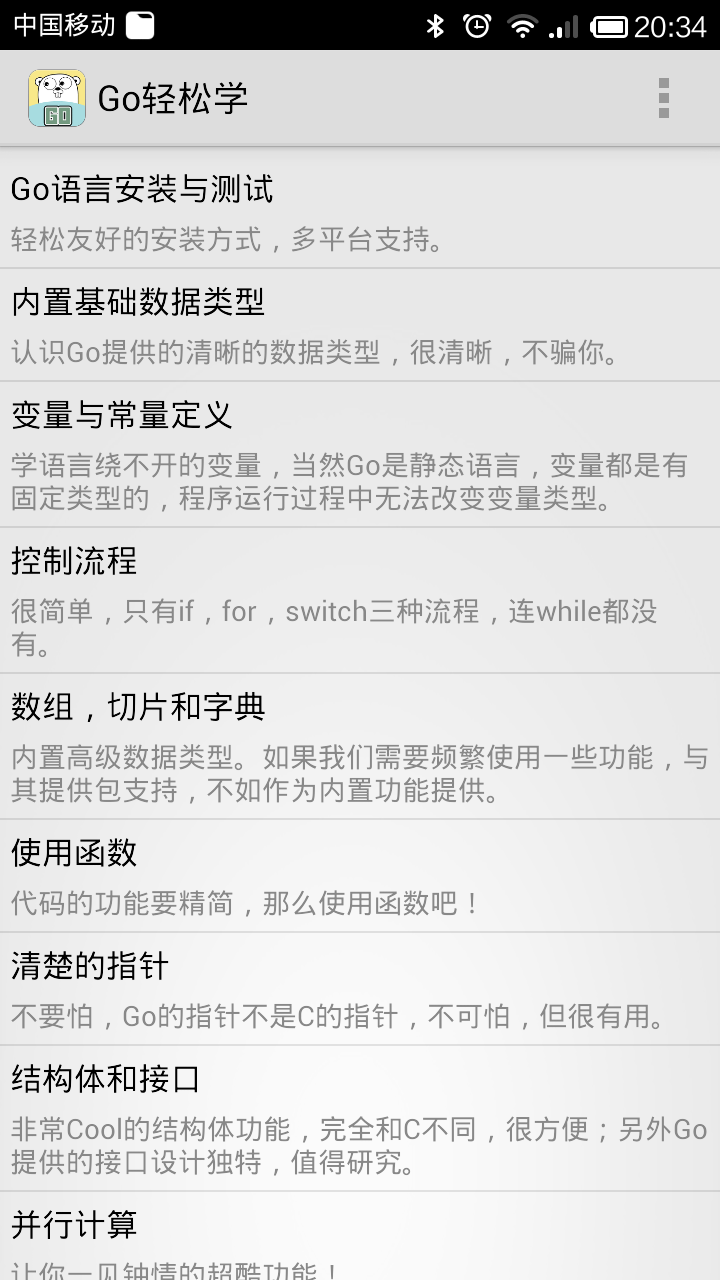 中国移动
20:34
GO
Go轻松学
Go语言安装与测试
轻松友好的安装方式，多平台支持。
内置基础数据类型
认识Go提供的清晰的数据类型，很清晰，不骗你。
变量与常量定义
学语言绕不开的变量，当然Go是静态语言，变量都是有
固定类型的，程序运行过程中无法改变变量类型。
控制流程
很简单，只有if，for，switch三种流程，连while都没
有。
数组，切片和字典
内置高级数据类型。如果我们需要频繁使用一些功能，与
其提供包支持，不如作为内置功能提供。
使用函数
代码的功能要精简，那么使用函数吧！
清楚的指针
不要怕，Go的指针不是C的指针，不可怕，但很有用。
结构体和接口
非常Cool的结构体功能，完全和C不同，很方便；另外Go
提供的接口设计独特，值得研究。
并行计算
让你一见钟情的超酷功能！